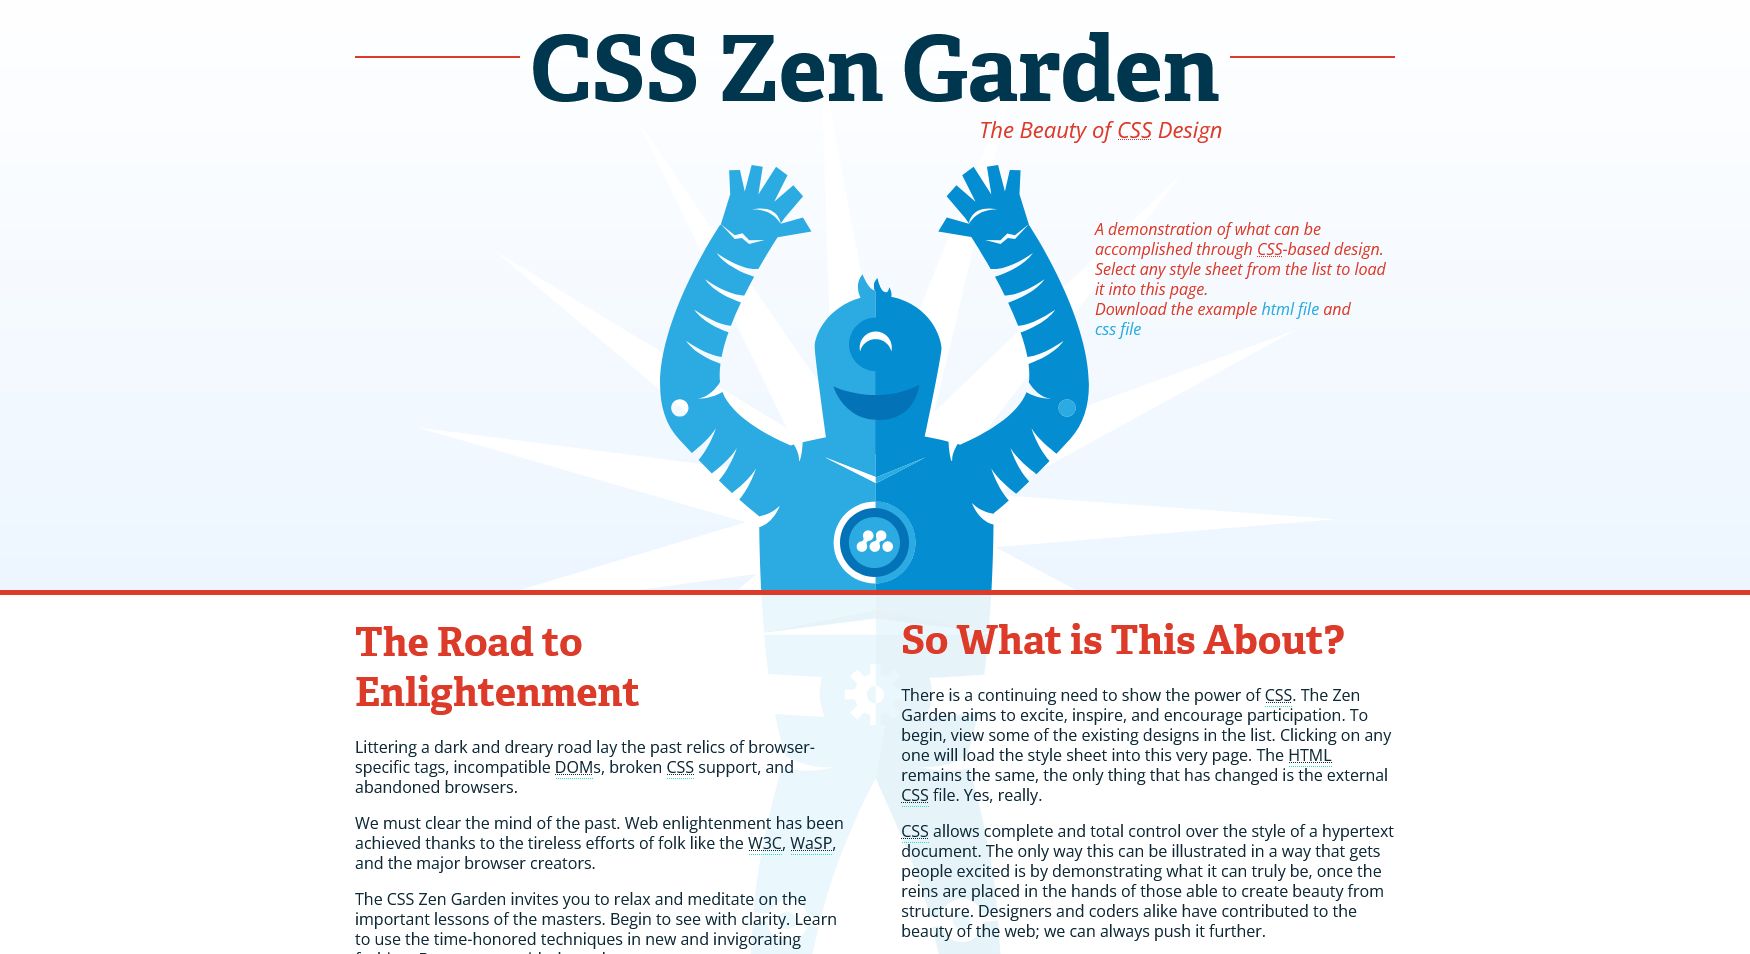 CSS Zen Garden
The Beauty of CSS Design
A demonstration of what can be
accomplished through CSS-based design.
Select any style sheet from the list to load
it into this page.
Download the example html file and
css file
The Road to
Enlightenment
Littering a dark and dreary road lay the past relics of browser-
specific tags, incompatible DOMs, broken CSS support, and
abandoned browsers.
We must clear the mind of the past. Web enlightenment has been
achieved thanks to the tireless efforts of folk like the W3C, WaSP,
and the major browser creators.
The CSS Zen Garden invites you to relax and meditate on the
important lessons of the masters. Begin to see with clarity. Learn
to use the time-honored techniques in new and invigorating
So What is This About?
There is a continuing need to show the power of CSS. The Zen
Garden aims to excite, inspire, and encourage participation. To
begin, view some of the existing designs in the list. Clicking on any
one will load the style sheet into this very page. The HTML
remains the same, the only thing that has changed is the external
CSS file. Yes, really.
CSS allows complete and total control over the style of a hypertext
document. The only way this can be illustrated in a way that gets
people excited is by demonstrating what it can truly be, once the
reins are placed in the hands of those able to create beauty from
structure. Designers and coders alike have contributed to the
beauty of the web; we can always push it further.